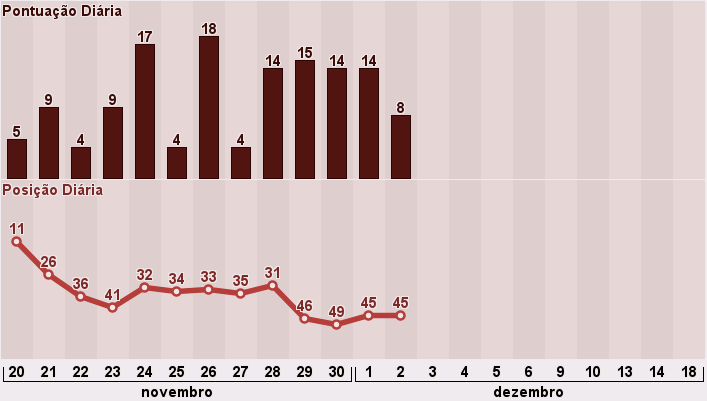 Pontuação Diária
5 9 4 9 17 4 18 4 14 15 14 14 8
Posição Diária
11 26 36 41 32 34 33 35 31 46 49 45 45
20 21 22 23 24 25 26 27 28 29 30 1 2 3 4 5 6 9 10 13 14 18
novembro dezembro